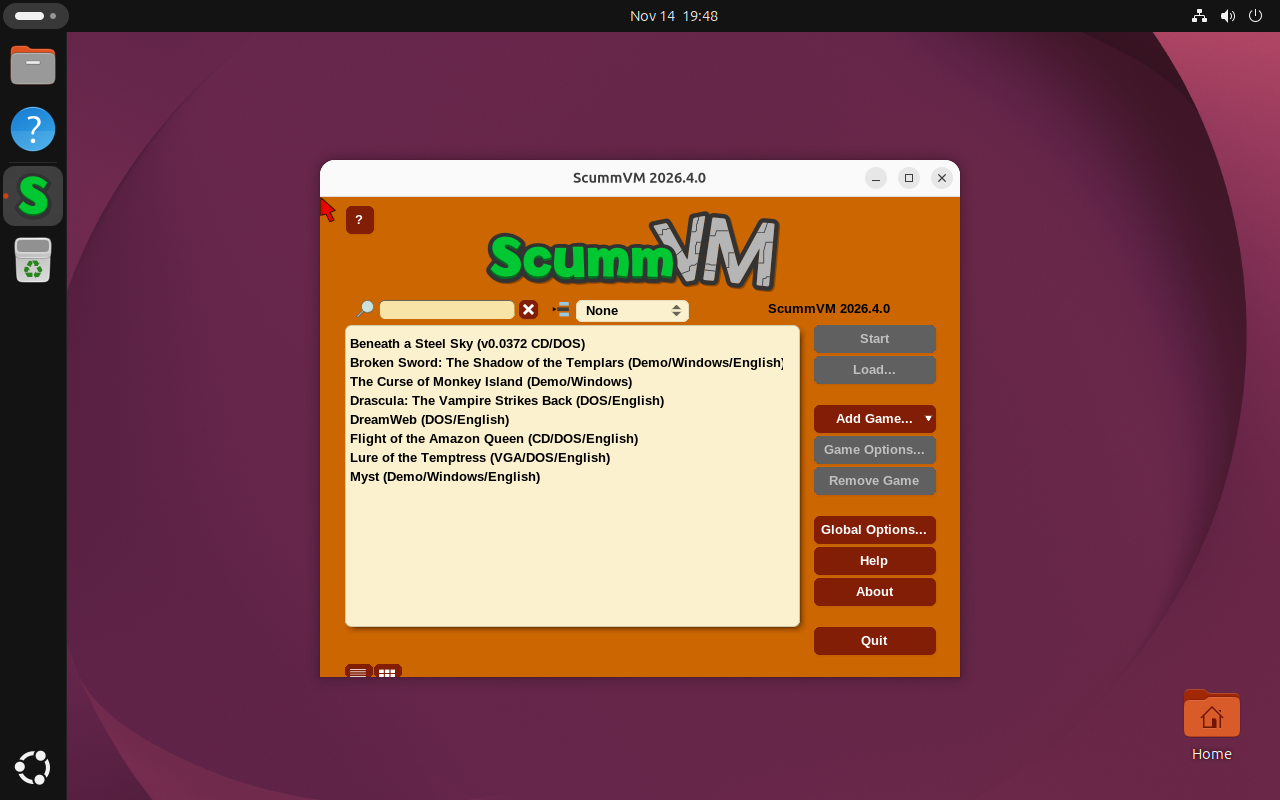 Nov 14 19:48
ScummVM 2026.4.0
?
ScummVM
None
ScummVM 2026.4.0
Beneath a Steel Sky (v0.0372 CD/DOS)
Broken Sword: The Shadow of the Templars (Demo/Windows/English)
The Curse of Monkey Island (Demo/Windows)
Drascula: The Vampire Strikes Back (DOS/English)
DreamWeb (DOS/English)
Flight of the Amazon Queen (CD/DOS/English)
Lure of the Temptress (VGA/DOS/English)
Myst (Demo/Windows/English)
Start
Load...
Add Game...
Game Options...
Remove Game
Global Options...
Help
About
Quit
Home